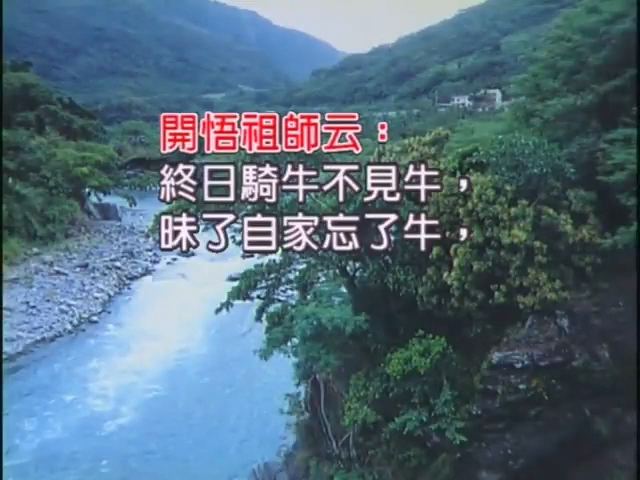 開悟祖師云：
終日騎牛不見牛，
昧了自家忘了牛，